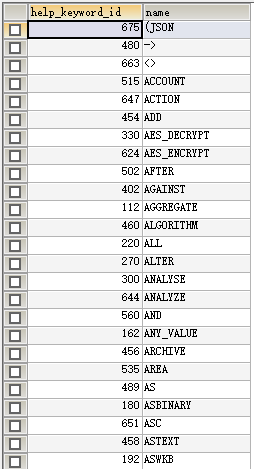 help_keyword_id name
675 (JSON
480 ->
663 <>
515 ACCOUNT
647 ACTION
454 ADD
330 AES_DECRYPT
624 AES_ENCRYPT
502 AFTER
402 AGAINST
112 AGGREGATE
460 ALGORITHM
220 ALL
270 ALTER
300 ANALYSE
644 ANALYZE
560 AND
162 ANY_VALUE
456 ARCHIVE
535 AREA
489 AS
180 ASBINARY
651 ASC
458 ASTEXT
192 ASWKB